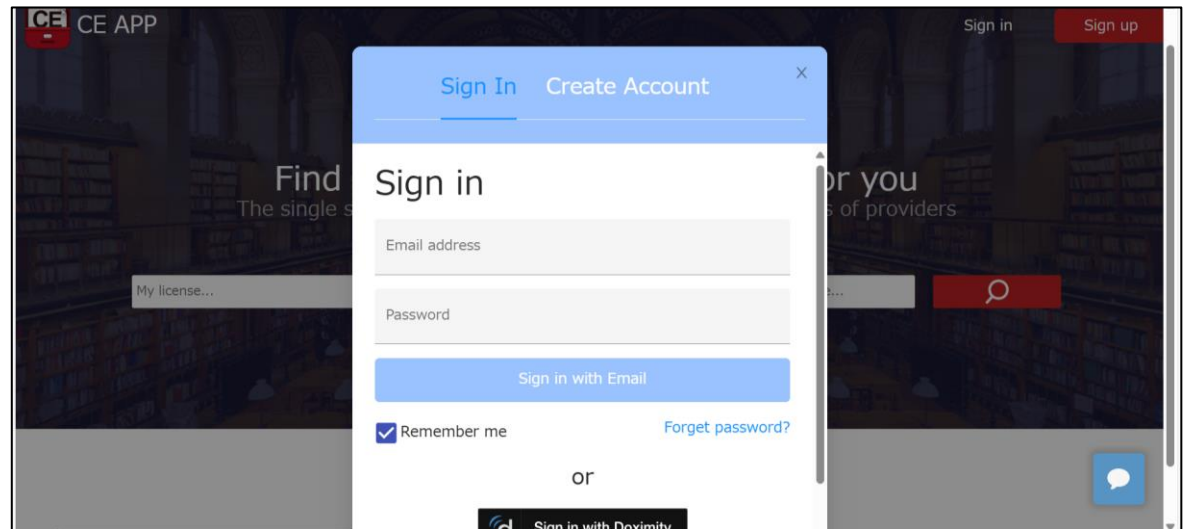 CE CE APP
Sign in Sign up
Sign In Create Account
Find
or you
The single s
s of providers
Sign in
Email address
My license...
e...
Password
Sign in with Email
Remember me
Forget password?
or
Sign in with Doximity